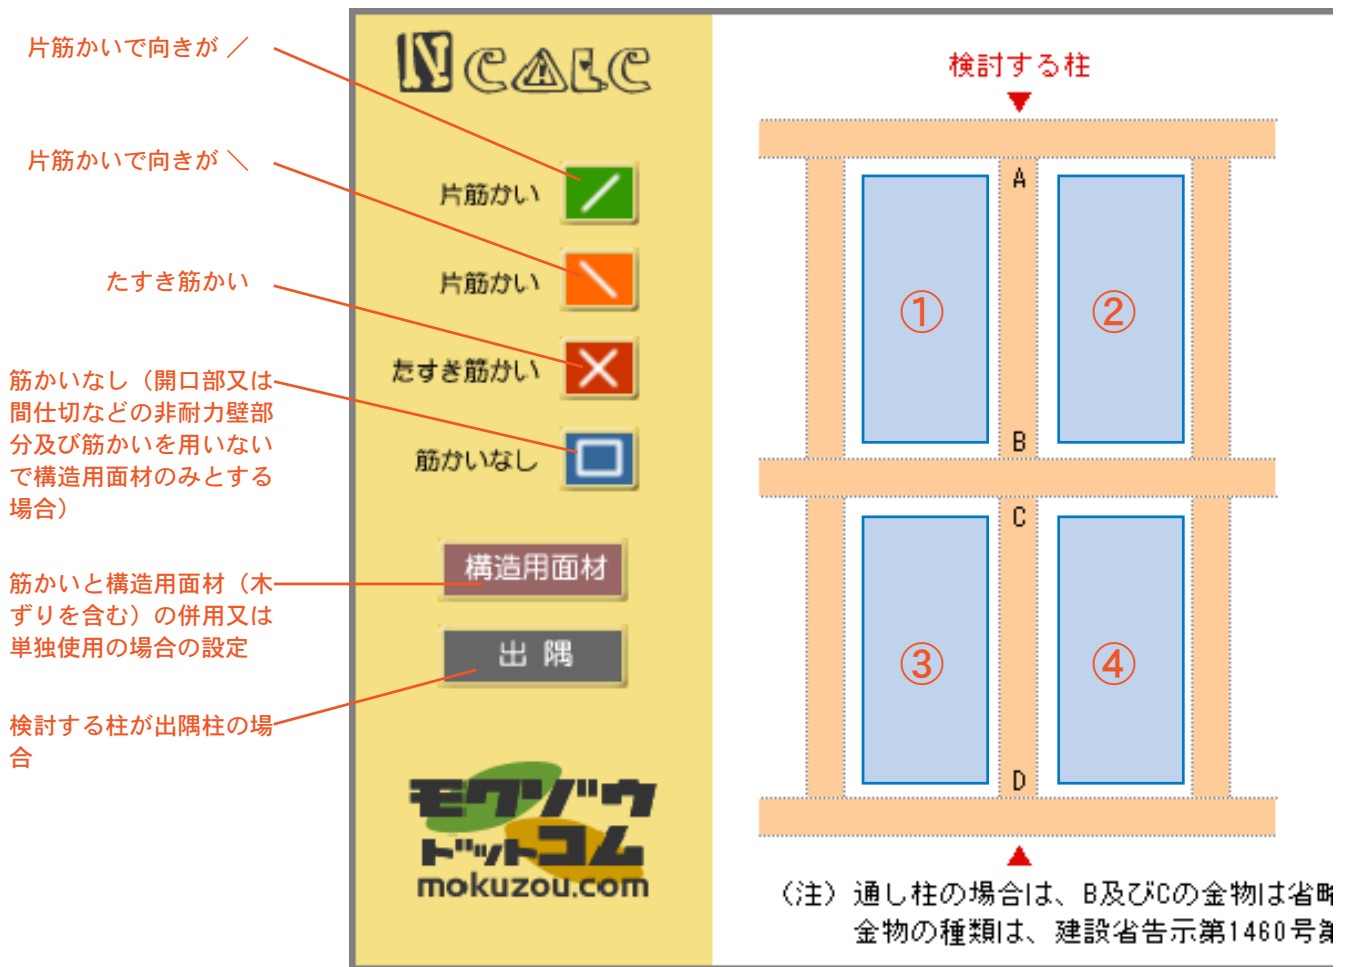 片筋かいで向きが ／
片筋かいで向きが ＼
たすき筋かい
筋かいなし（開口部又は
間仕切などの非耐力壁部
分及び筋かいを用いない
で構造用面材のみとする
場合）
筋かいと構造用面材（木
ずりを含む）の併用又は
単独使用の場合の設定
検討する柱が出隅柱の場
合
N CALC
片筋かい
片筋かい
たすき筋かい
筋かいなし
構造用面材
出 隅
モクゾウ
ドットコム
mokuzou.com
検討する柱
A
① ②
B
C
③ ④
D
（注）通し柱の場合は、B及びCの金物は省略
金物の種類は、建設省告示第1460号第